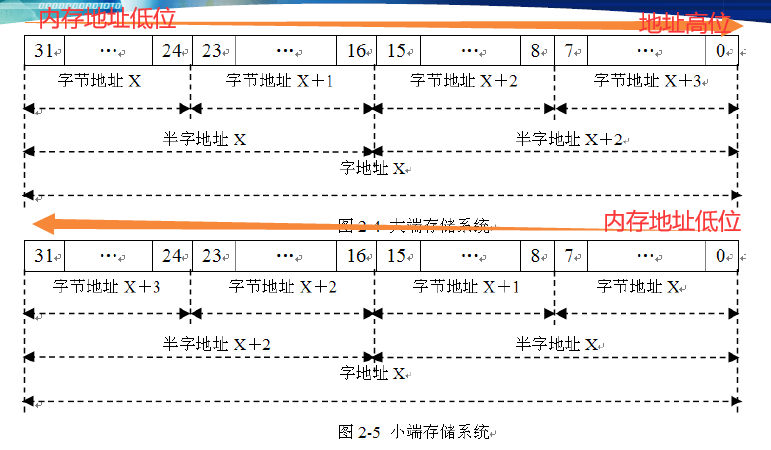 00000000001010
内存地址低位
地址高位
31 … 24 23 … 16 15 … 8 7 … 0
字节地址 X 字节地址 X+1 字节地址 X+2 字节地址 X+3
半字地址 X 半字地址 X+2
字地址 X
图 2-4 大端存储系统
内存地址低位
31 … 24 23 … 16 15 … 8 7 … 0
字节地址 X+3 字节地址 X+2 字节地址 X+1 字节地址 X
半字地址 X+2 半字地址 X
字地址 X
图 2-5 小端存储系统